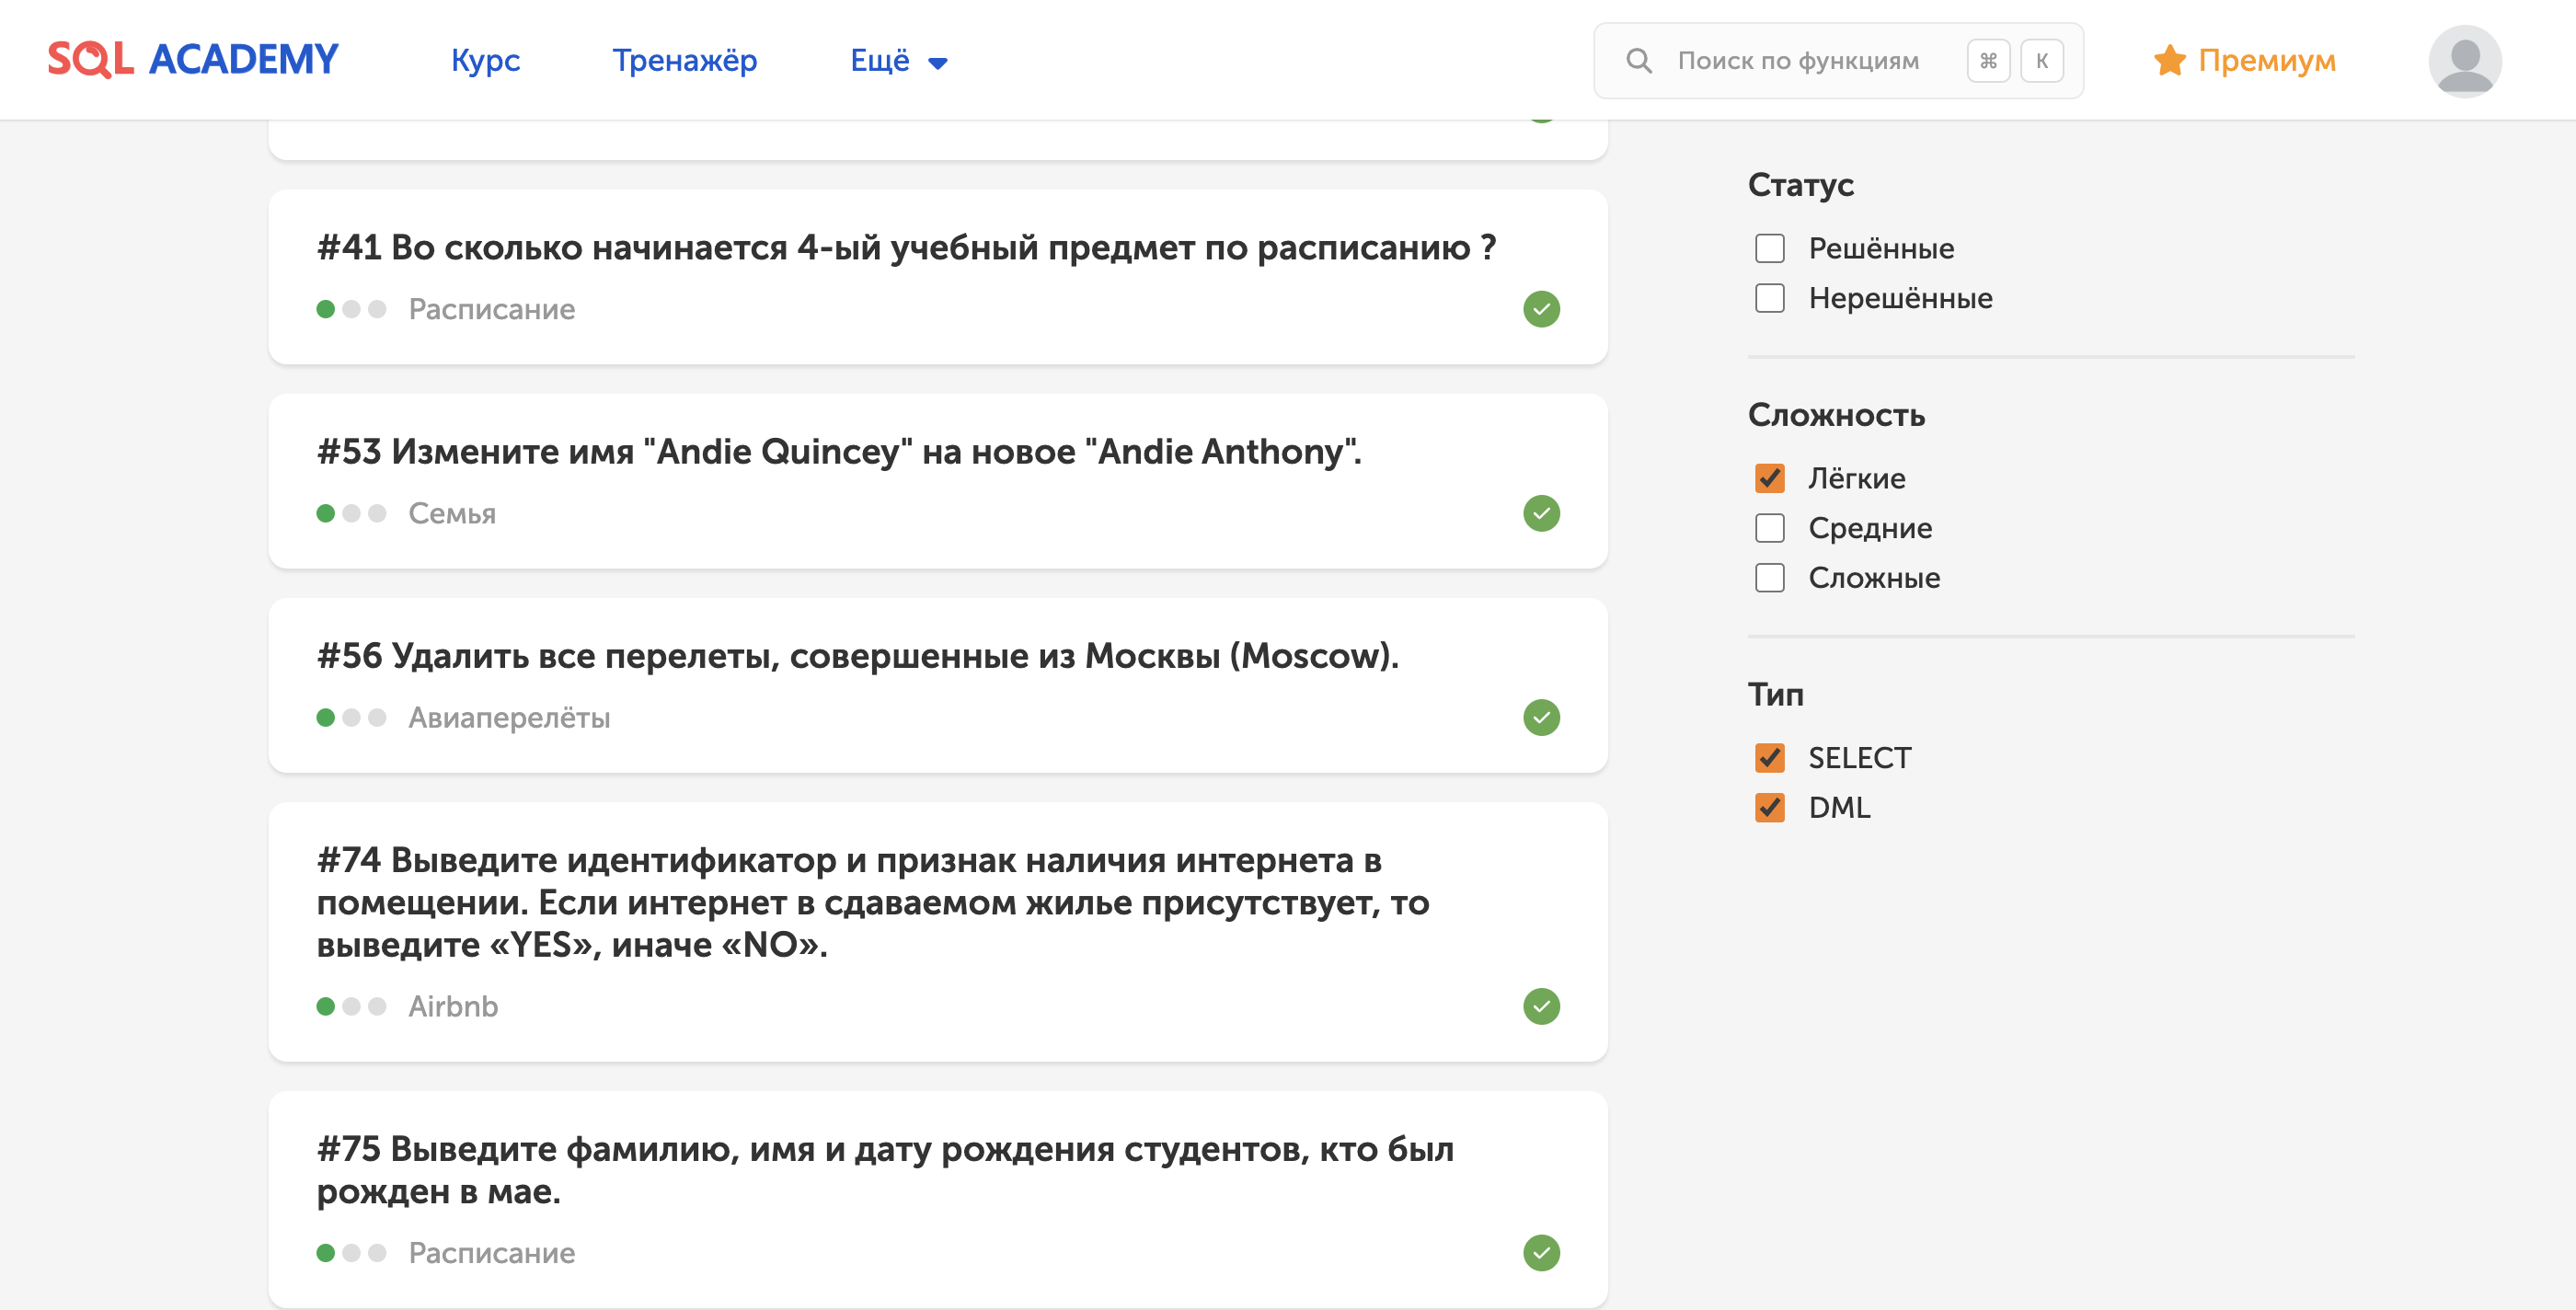 SQL ACADEMY
Курс
Тренажёр
Ещё
Поиск по функциям
⌘
K
Премиум
#41 Во сколько начинается 4-ый учебный предмет по расписанию ?
Расписание
#53 Измените имя "Andie Quincey" на новое "Andie Anthony".
Семья
#56 Удалить все перелеты, совершенные из Москвы (Moscow).
Авиаперелёты
#74 Выведите идентификатор и признак наличия интернета в
помещении. Если интернет в сдаваемом жилье присутствует, то
выведите «YES», иначе «NO».
Airbnb
#75 Выведите фамилию, имя и дату рождения студентов, кто был
рожден в мае.
Расписание
Статус
Решённые
Нерешённые
Сложность
Лёгкие
Средние
Сложные
Тип
SELECT
DML